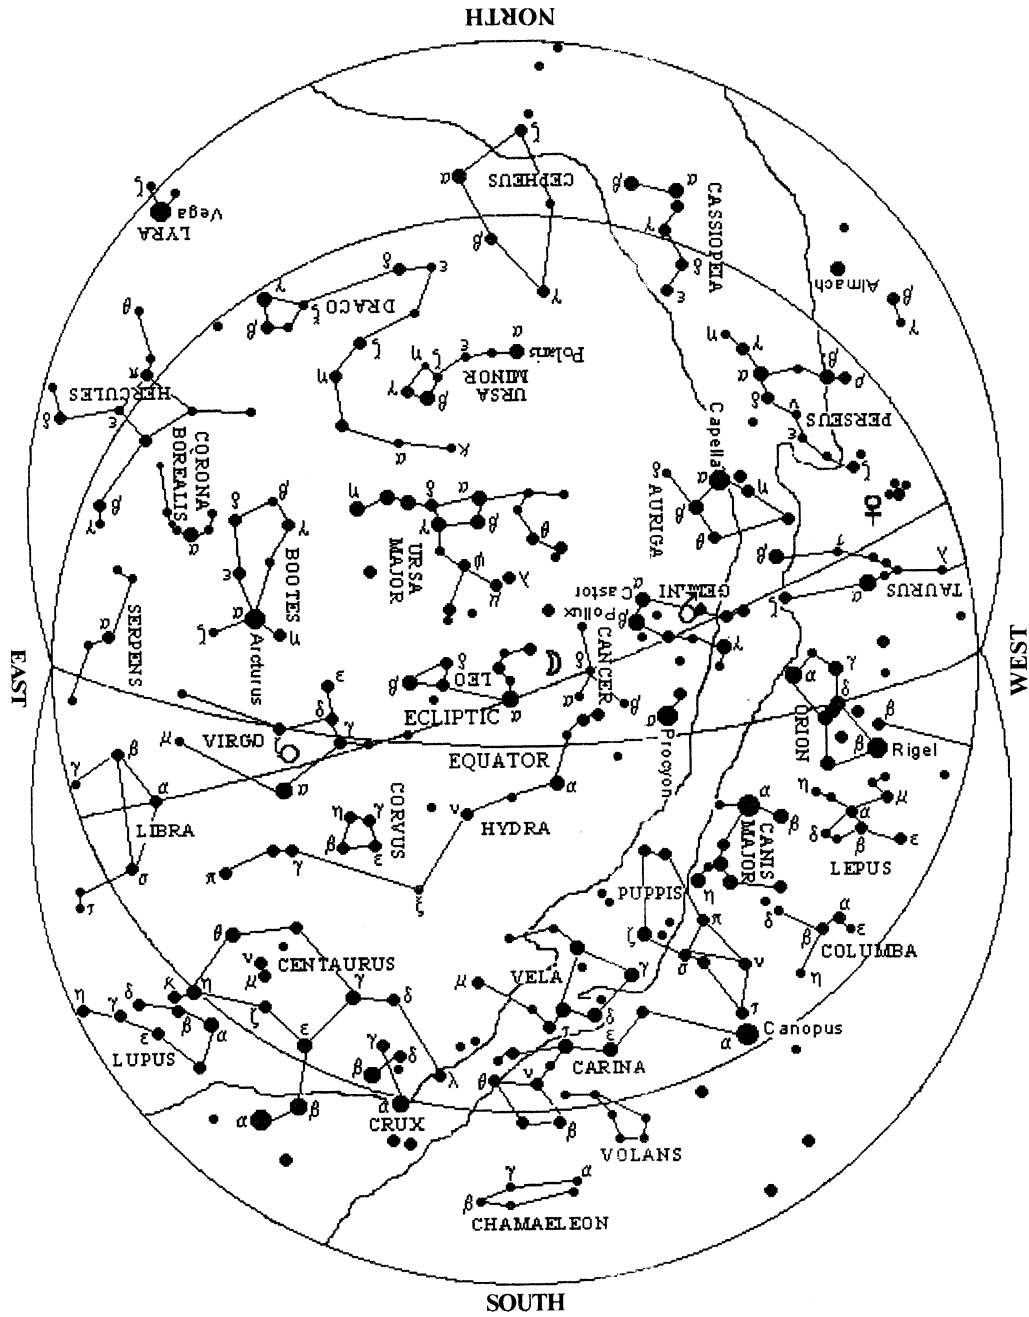 NORTH
ζ
α
CEPHEUS
β
α
CASSIOPEIA
ζ
Vega
LYRA
β
γ
δ
ε
γ
δ
ε
Almach
θ
γ
DRACO
β
ξ
β
γ
ζ
α
Polaris
η
ε
ζ
URSA
MINOR
η
γ
β
η
γ
α
β
ρ
δ
ν
PERSEUS
ε
ζ
π
HERCULES
δ
ε
α
κ
Capella
CORONA
BOREALIS
β
γ
α
δ
β
γ
BOOTES
ε
α
ζ
η
Arcturus
η
δ
α
γ
β
θ
URSA
MAJOR
ψ
λ
μ
δ
α
η
AURIGA
β
θ
β
τ
λ
α
TAURUS
ζ
GEMINI
α
Castor
β
Pollux
γ
SERPENS
α
EAST
WEST
ε
δ
γ
VIRGO
ζ
α
μ
β
δ
LEO
α
ECLIPTIC
EQUATOR
CANCER
δ
α
β
α
Procyon
α
γ
δ
ORION
β
β
Rigel
γ
β
α
LIBRA
σ
τ
CORVUS
η
γ
β
ε
ν
HYDRA
α
π
γ
ξ
α
CANIS
MAJOR
β
η
η
μ
α
δ
β
ε
LEPUS
PUPPIS
π
ζ
σ
ν
τ
δ
α
β
ε
COLUMBA
η
θ
ν
CENTAURUS
μ
κ
η
γ
δ
ζ
ε
λ
μ
VELA
γ
δ
η
γ
δ
β
ε
α
LUPUS
γ
β
δ
α
CRUX
α
β
τ
ε
CARINA
θ
ν
β
α
Canopus
VOLANS
γ
α
β
CHAMAELEON
SOUTH